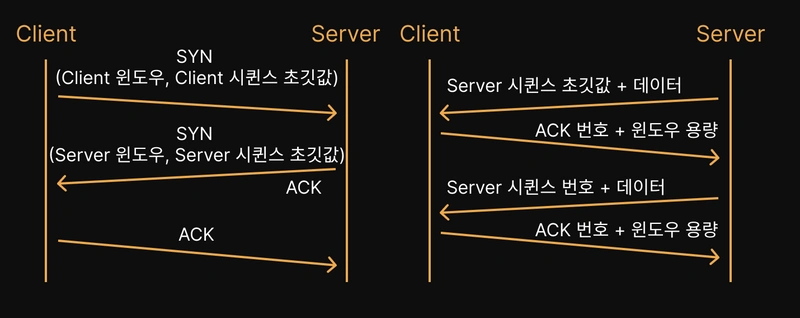 Client
Server
SYN
(Client 윈도우, Client 시퀀스 초깃값)
SYN
(Server 윈도우, Server 시퀀스 초깃값)
ACK
ACK
Client
Server
Server 시퀀스 초깃값 + 데이터
ACK 번호 + 윈도우 용량
Server 시퀀스 번호 + 데이터
ACK 번호 + 윈도우 용량